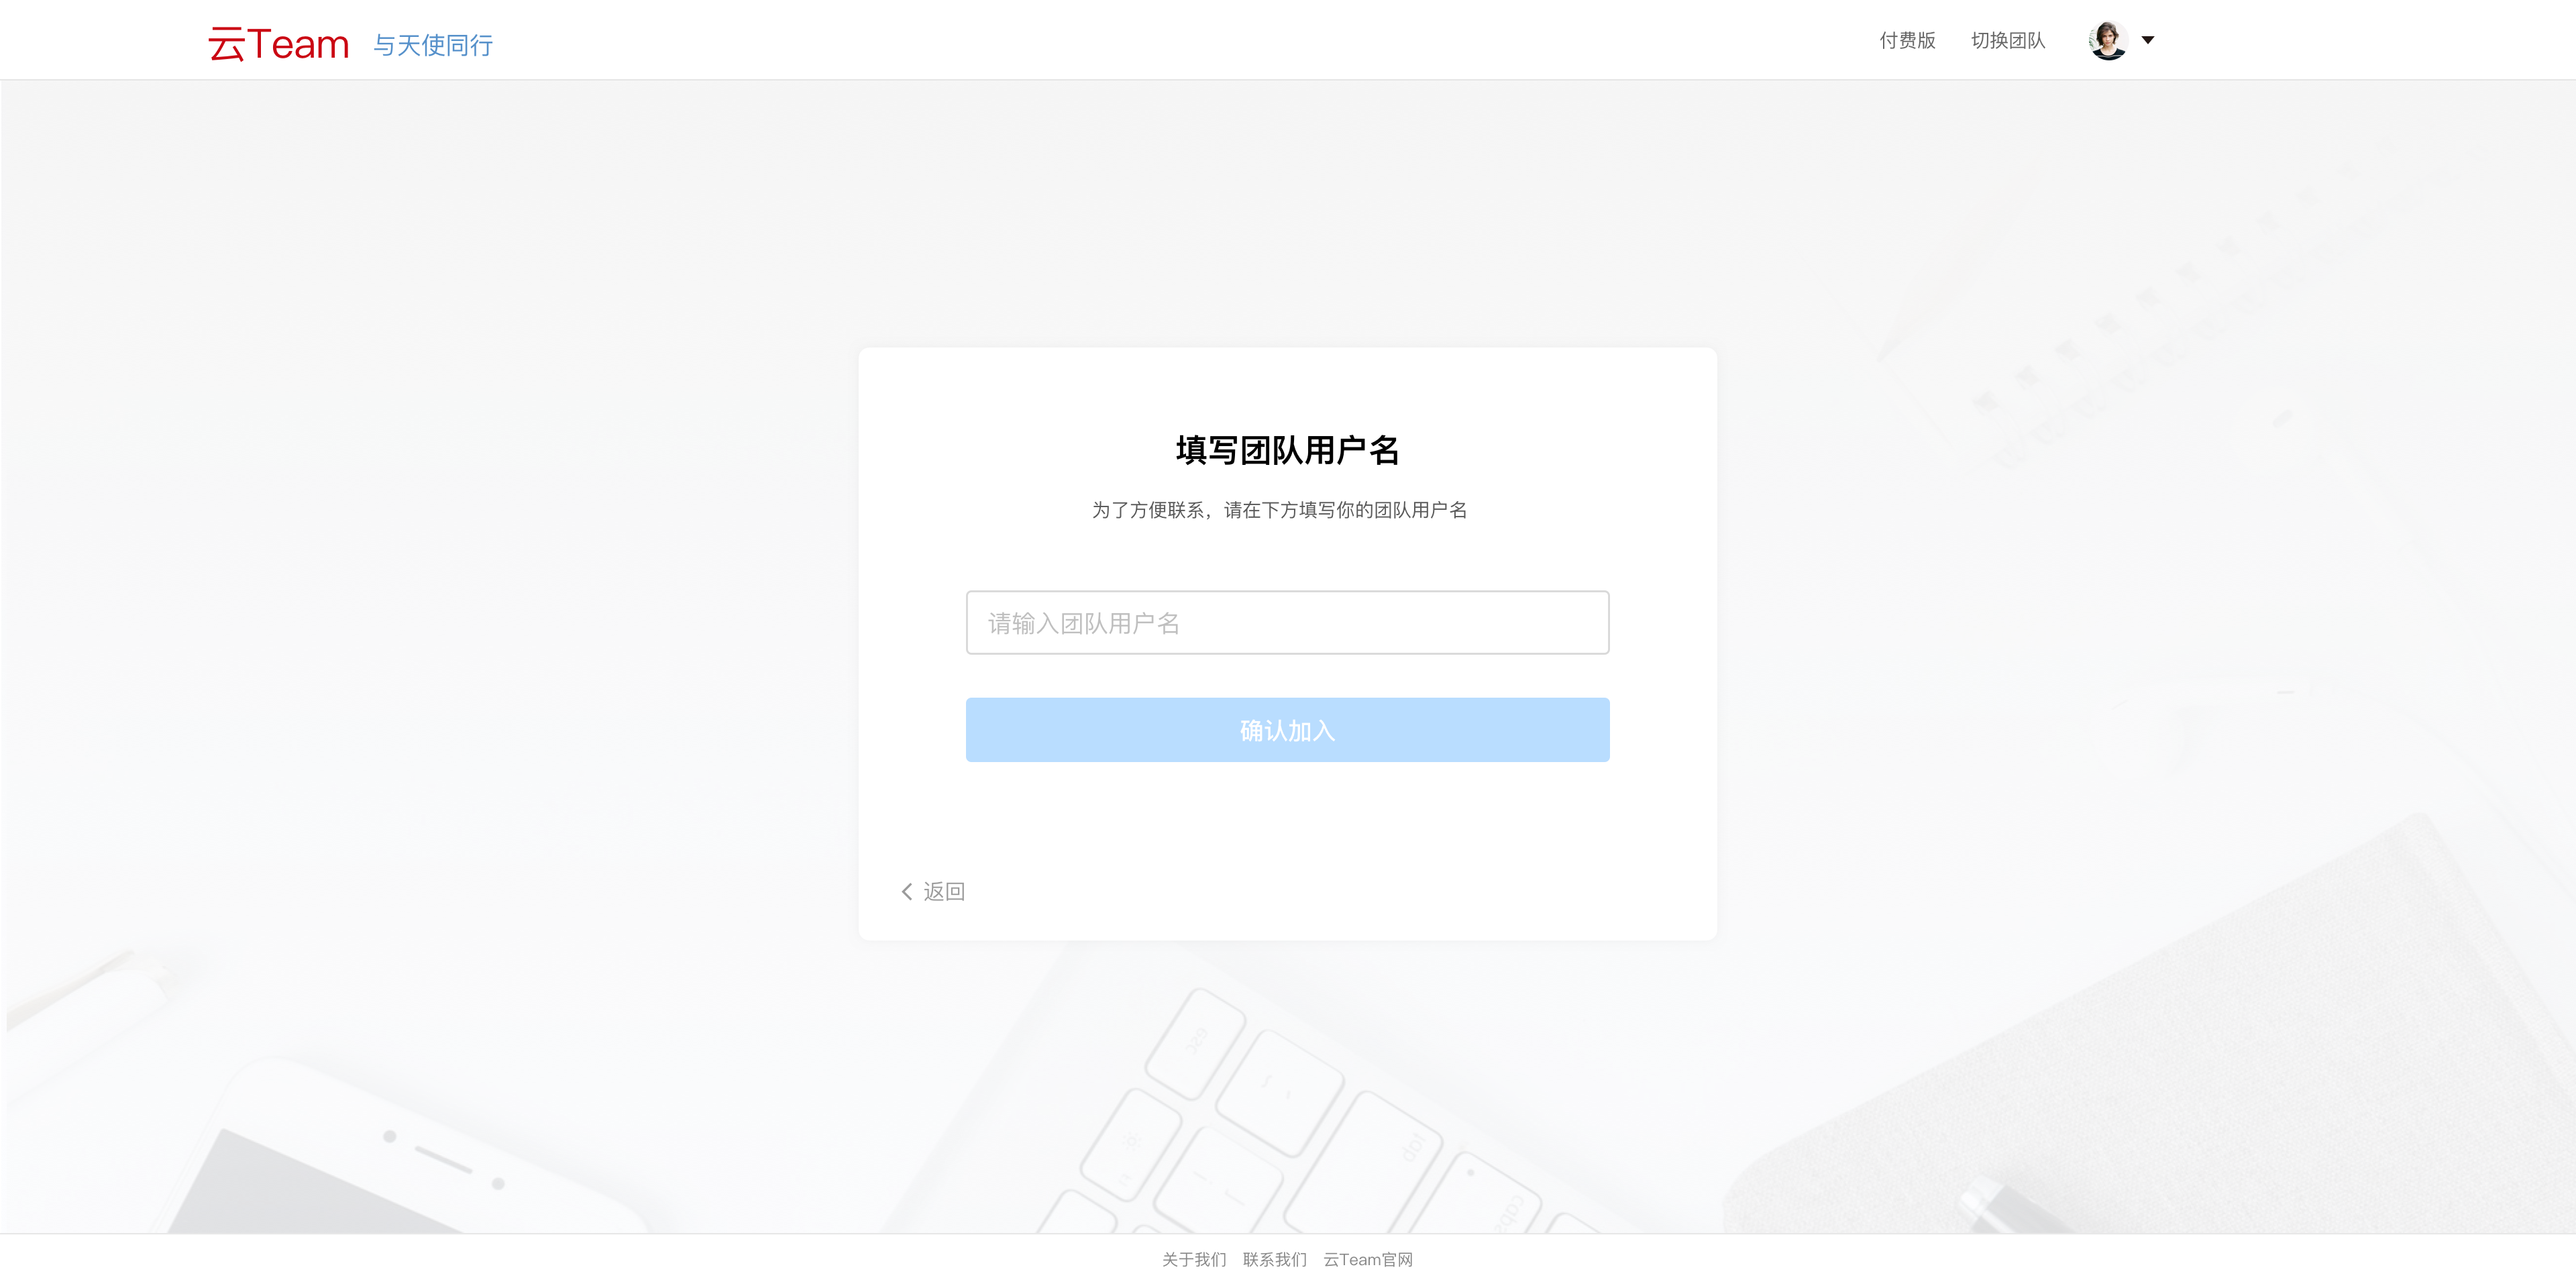 云Team 与天使同行 付费版 切换团队
填写团队用户名
为了方便联系，请在下方填写你的团队用户名
请输入团队用户名
确认加入
返回
esc
关于我们 联系我们 云Team官网